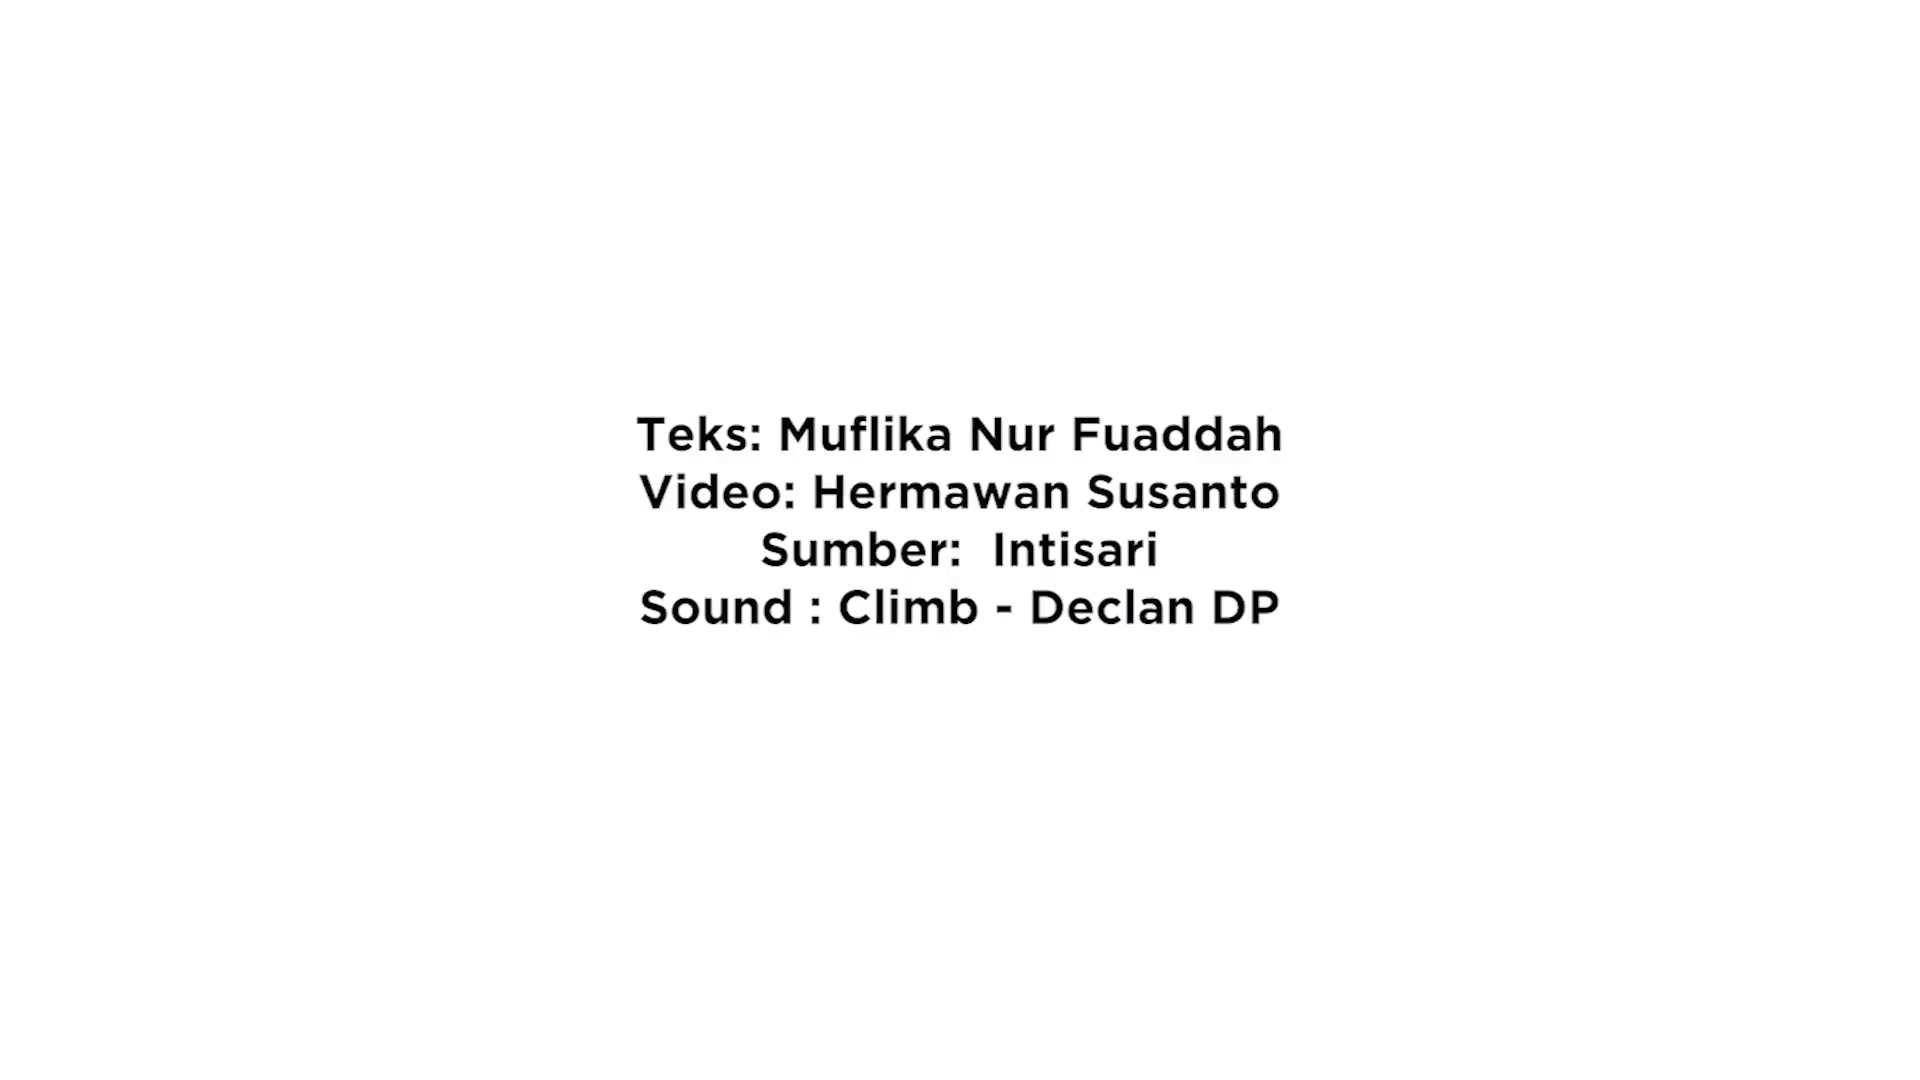 Teks: Muflika Nur Fuaddah
Video: Hermawan Susanto
Sumber:  Intisari
Sound : Climb - Declan DP